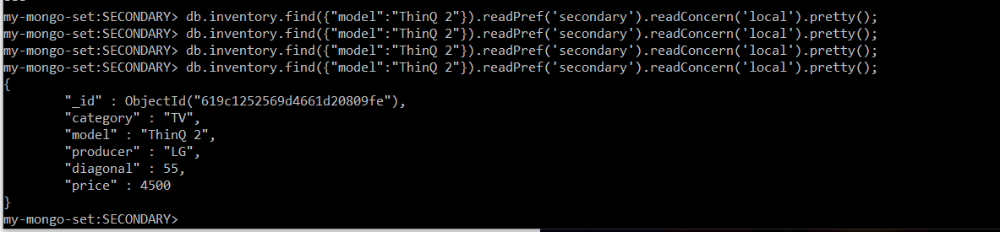 my-mongo-set:SECONDARY> db.inventory.find({"model":"ThinQ 2"}).readPref('secondary').readConcern('local').pretty();
my-mongo-set:SECONDARY> db.inventory.find({"model":"ThinQ 2"}).readPref('secondary').readConcern('local').pretty();
my-mongo-set:SECONDARY> db.inventory.find({"model":"ThinQ 2"}).readPref('secondary').readConcern('local').pretty();
my-mongo-set:SECONDARY> db.inventory.find({"model":"ThinQ 2"}).readPref('secondary').readConcern('local').pretty();
{
        "_id" : ObjectId("619c1252569d4661d20809fe"),
        "category" : "TV",
        "model" : "ThinQ 2",
        "producer" : "LG",
        "diagonal" : 55,
        "price" : 4500
}
my-mongo-set:SECONDARY>